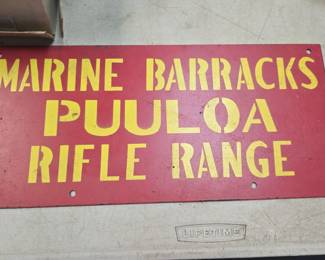 MARINE BARRACKS
PUULOA
RIFLE RANGE
LIFETIME